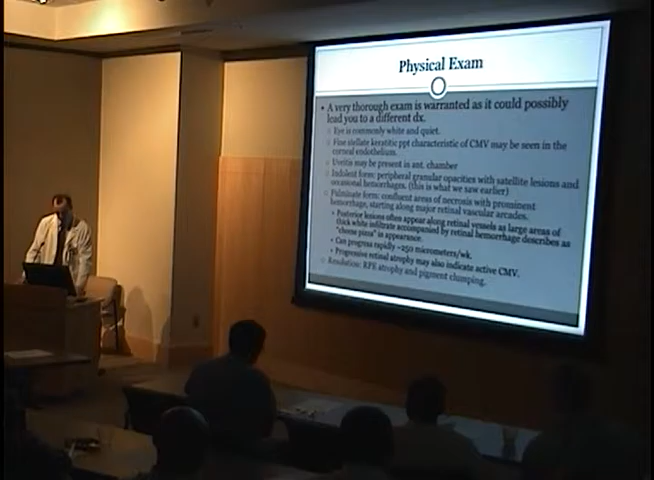 Physical Exam
A very thorough exam is warranted as it could possibly
lead you to a different dx.
Eye is commonly white and quiet.
Fine stellate keratitic ppt characteristic of CMV may be seen in the
corneal endothelium.
Uveitis may be present in ant. chamber
Indolent form: peripheral granular opacities with satellite lesions and
occasional hemorrhages. (this is what we saw earlier)
Fulminate form: confluent areas of necrosis with prominent
hemorrhage, starting along major retinal vascular arcades.
Posterior lesions often appear along retinal vessels as large areas of
thick white infiltrate accompanied by retinal hemorrhage describes as
"cheese pizza" in appearance.
Can progress rapidly ~250 micrometers/wk.
Progressive retinal atrophy may also indicate active CMV.
Resolution: RPE atrophy and pigment clumping.